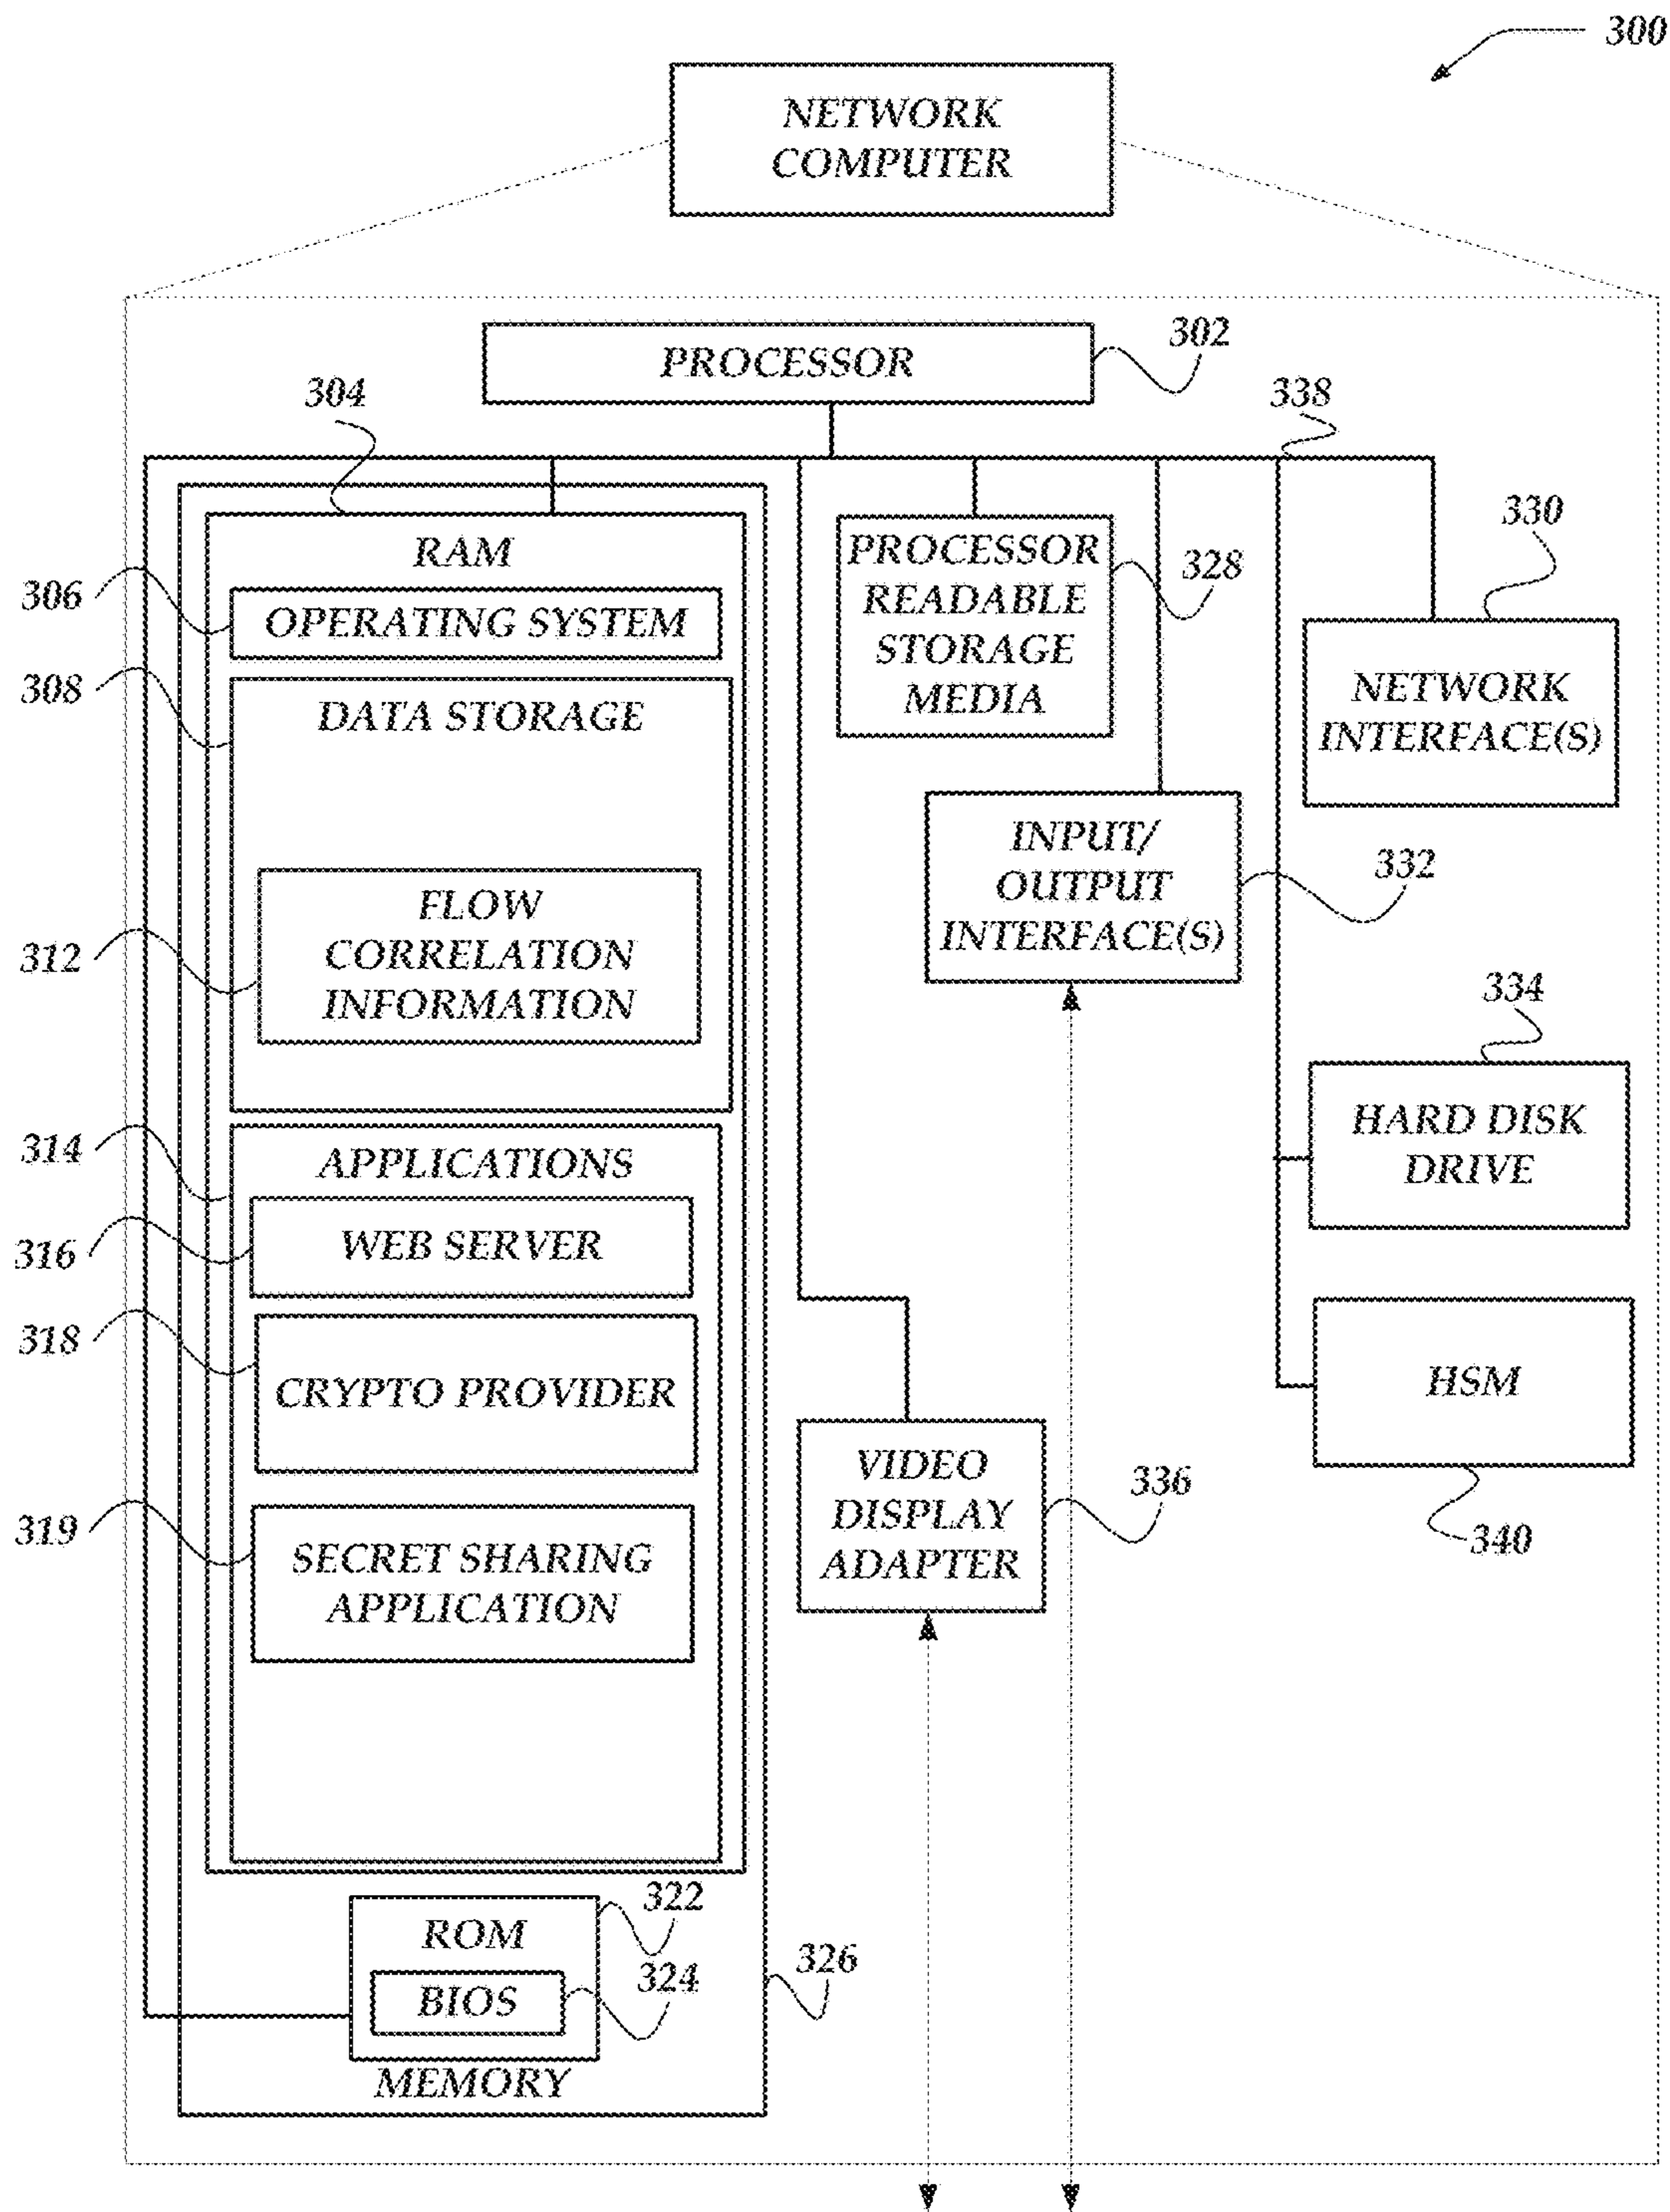 300
NETWORK
COMPUTER
PROCESSOR
302
304
338
RAM
306
OPERATING SYSTEM
308
DATA STORAGE
FLOW
CORRELATION
INFORMATION
312
314
APPLICATIONS
316
WEB SERVER
318
CRYPTO PROVIDER
319
SECRET SHARING
APPLICATION
322
ROM
324
BIOS
326
MEMORY
PROCESSOR
READABLE
STORAGE
MEDIA
328
330
NETWORK
INTERFACE(S)
INPUT/
OUTPUT
INTERFACE(S)
332
334
HARD DISK
DRIVE
HSM
340
VIDEO
DISPLAY
ADAPTER
336